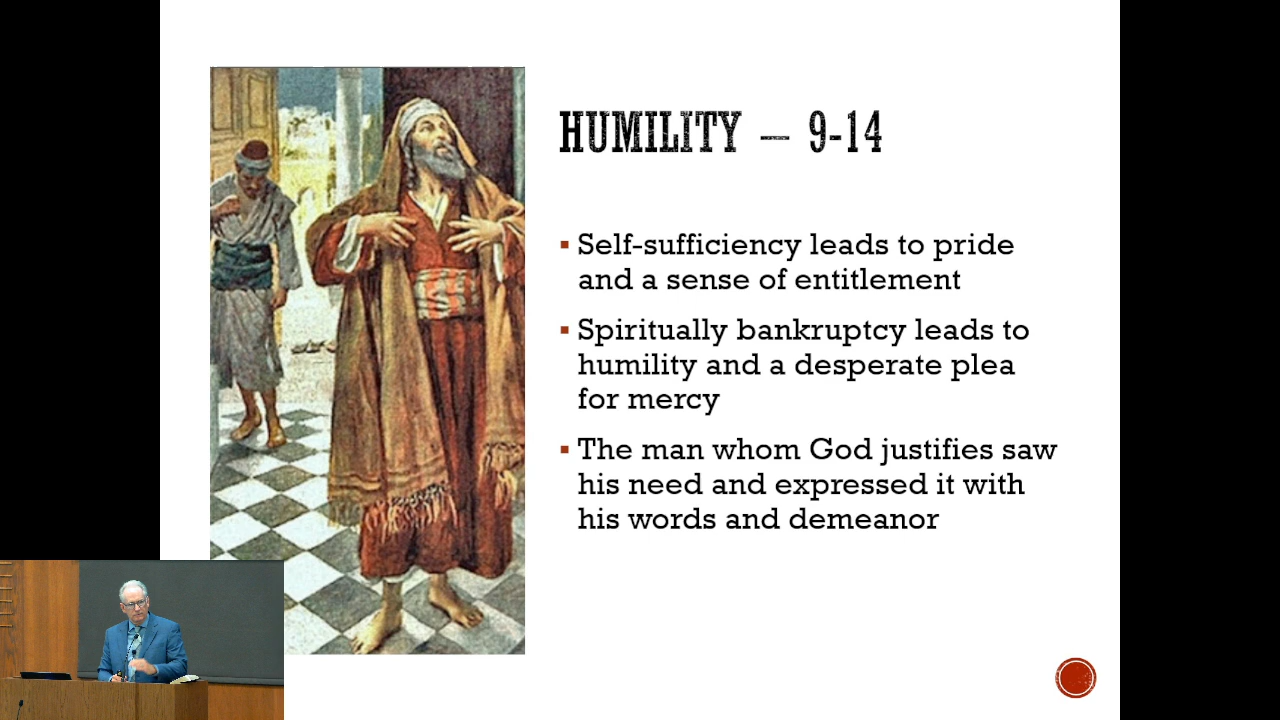 HUMILITY – 9-14
▪ Self-sufficiency leads to pride
and a sense of entitlement
▪ Spiritually bankruptcy leads to
humility and a desperate plea
for mercy
▪ The man whom God justifies saw
his need and expressed it with
his words and demeanor